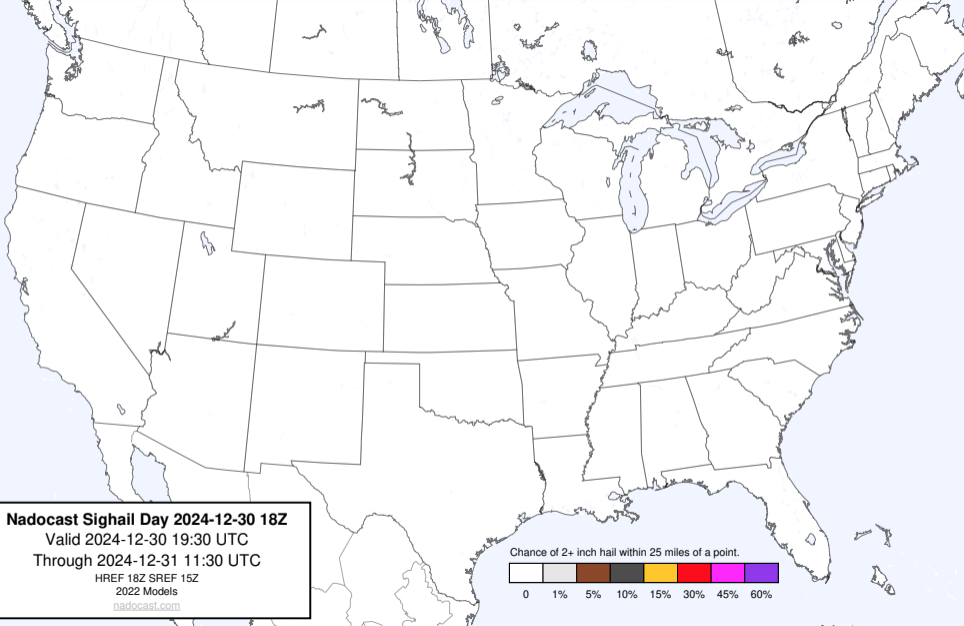 Nadocast Sighail Day 2024-12-30 18Z
Valid 2024-12-30 19:30 UTC
Through 2024-12-31 11:30 UTC
HREF 18Z SREF 15Z
2022 Models
nadocast.com
Chance of 2+ inch hail within 25 miles of a point.
0 1% 5% 10% 15% 30% 45% 60%